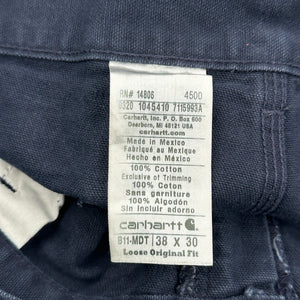 RN# 14806 4500
0320 1045410 7115993A
Carhartt, Inc. P.O. Box 600
Dearborn, MI 48121 USA
carhartt.com
Made in Mexico
Fabriqué au Mexique
Hecho en México
100% Cotton
Exclusive of Trimming
100% Coton
Sans garniture
100% Algodón
Sin incluir adorno
carhartt
B11-MDT 38 X 30
Loose Original Fit